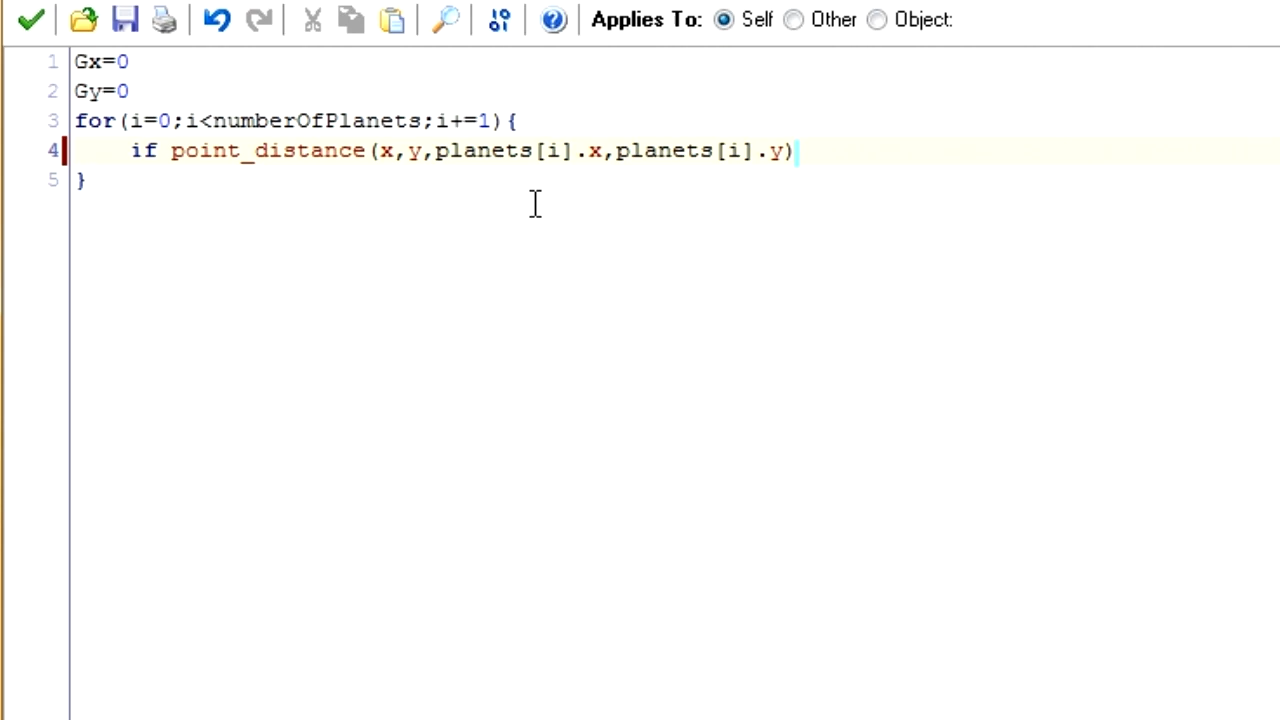 Applies To: Self Other Object:
1 Gx=0
2 Gy=0
3 for(i=0;i<numberOfPlanets;i+=1){
4 if point_distance(x,y,planets[i].x,planets[i].y)
5 }